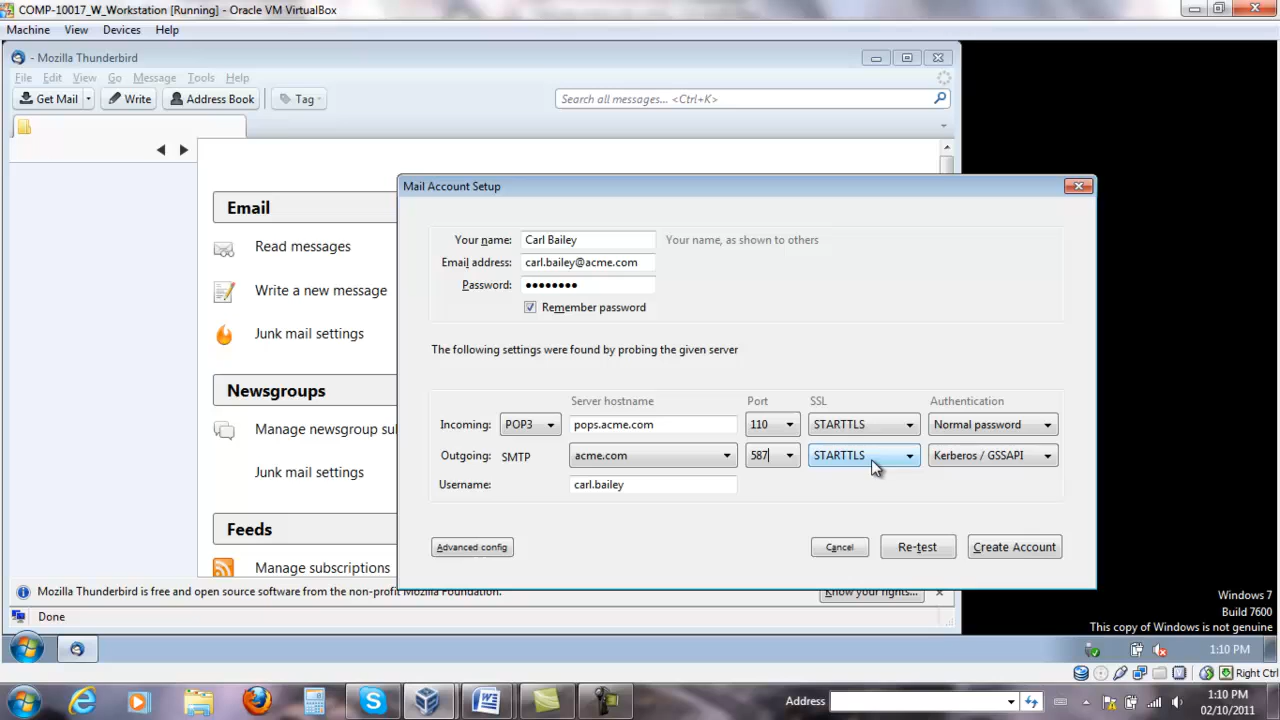 COMP-10017_W_Workstation [Running] - Oracle VM VirtualBox
Machine View Devices Help
- Mozilla Thunderbird
File Edit View Go Message Tools Help
Get Mail Write Address Book Tag
Search all messages... <Ctrl+K>
Mail Account Setup
Email
Read messages
Write a new message
Junk mail settings
Newsgroups
Manage newsgroup su
Junk mail settings
Feeds
Manage subscriptions
Your name: Carl Bailey Your name, as shown to others
Email address: carl.bailey@acme.com
Password: ●●●●●●●●
Remember password
The following settings were found by probing the given server
Server hostname Port SSL Authentication
Incoming: POP3 pops.acme.com 110 STARTTLS Normal password
Outgoing: SMTP acme.com 587 STARTTLS Kerberos / GSSAPI
Username: carl.bailey
Advanced config Cancel Re-test Create Account
Mozilla Thunderbird is free and open source software from the non-profit Mozilla Foundation. Know your rights...
Done
Windows 7
Build 7600
This copy of Windows is not genuine
1:10 PM
Right Ctrl
Address
1:10 PM
02/10/2011